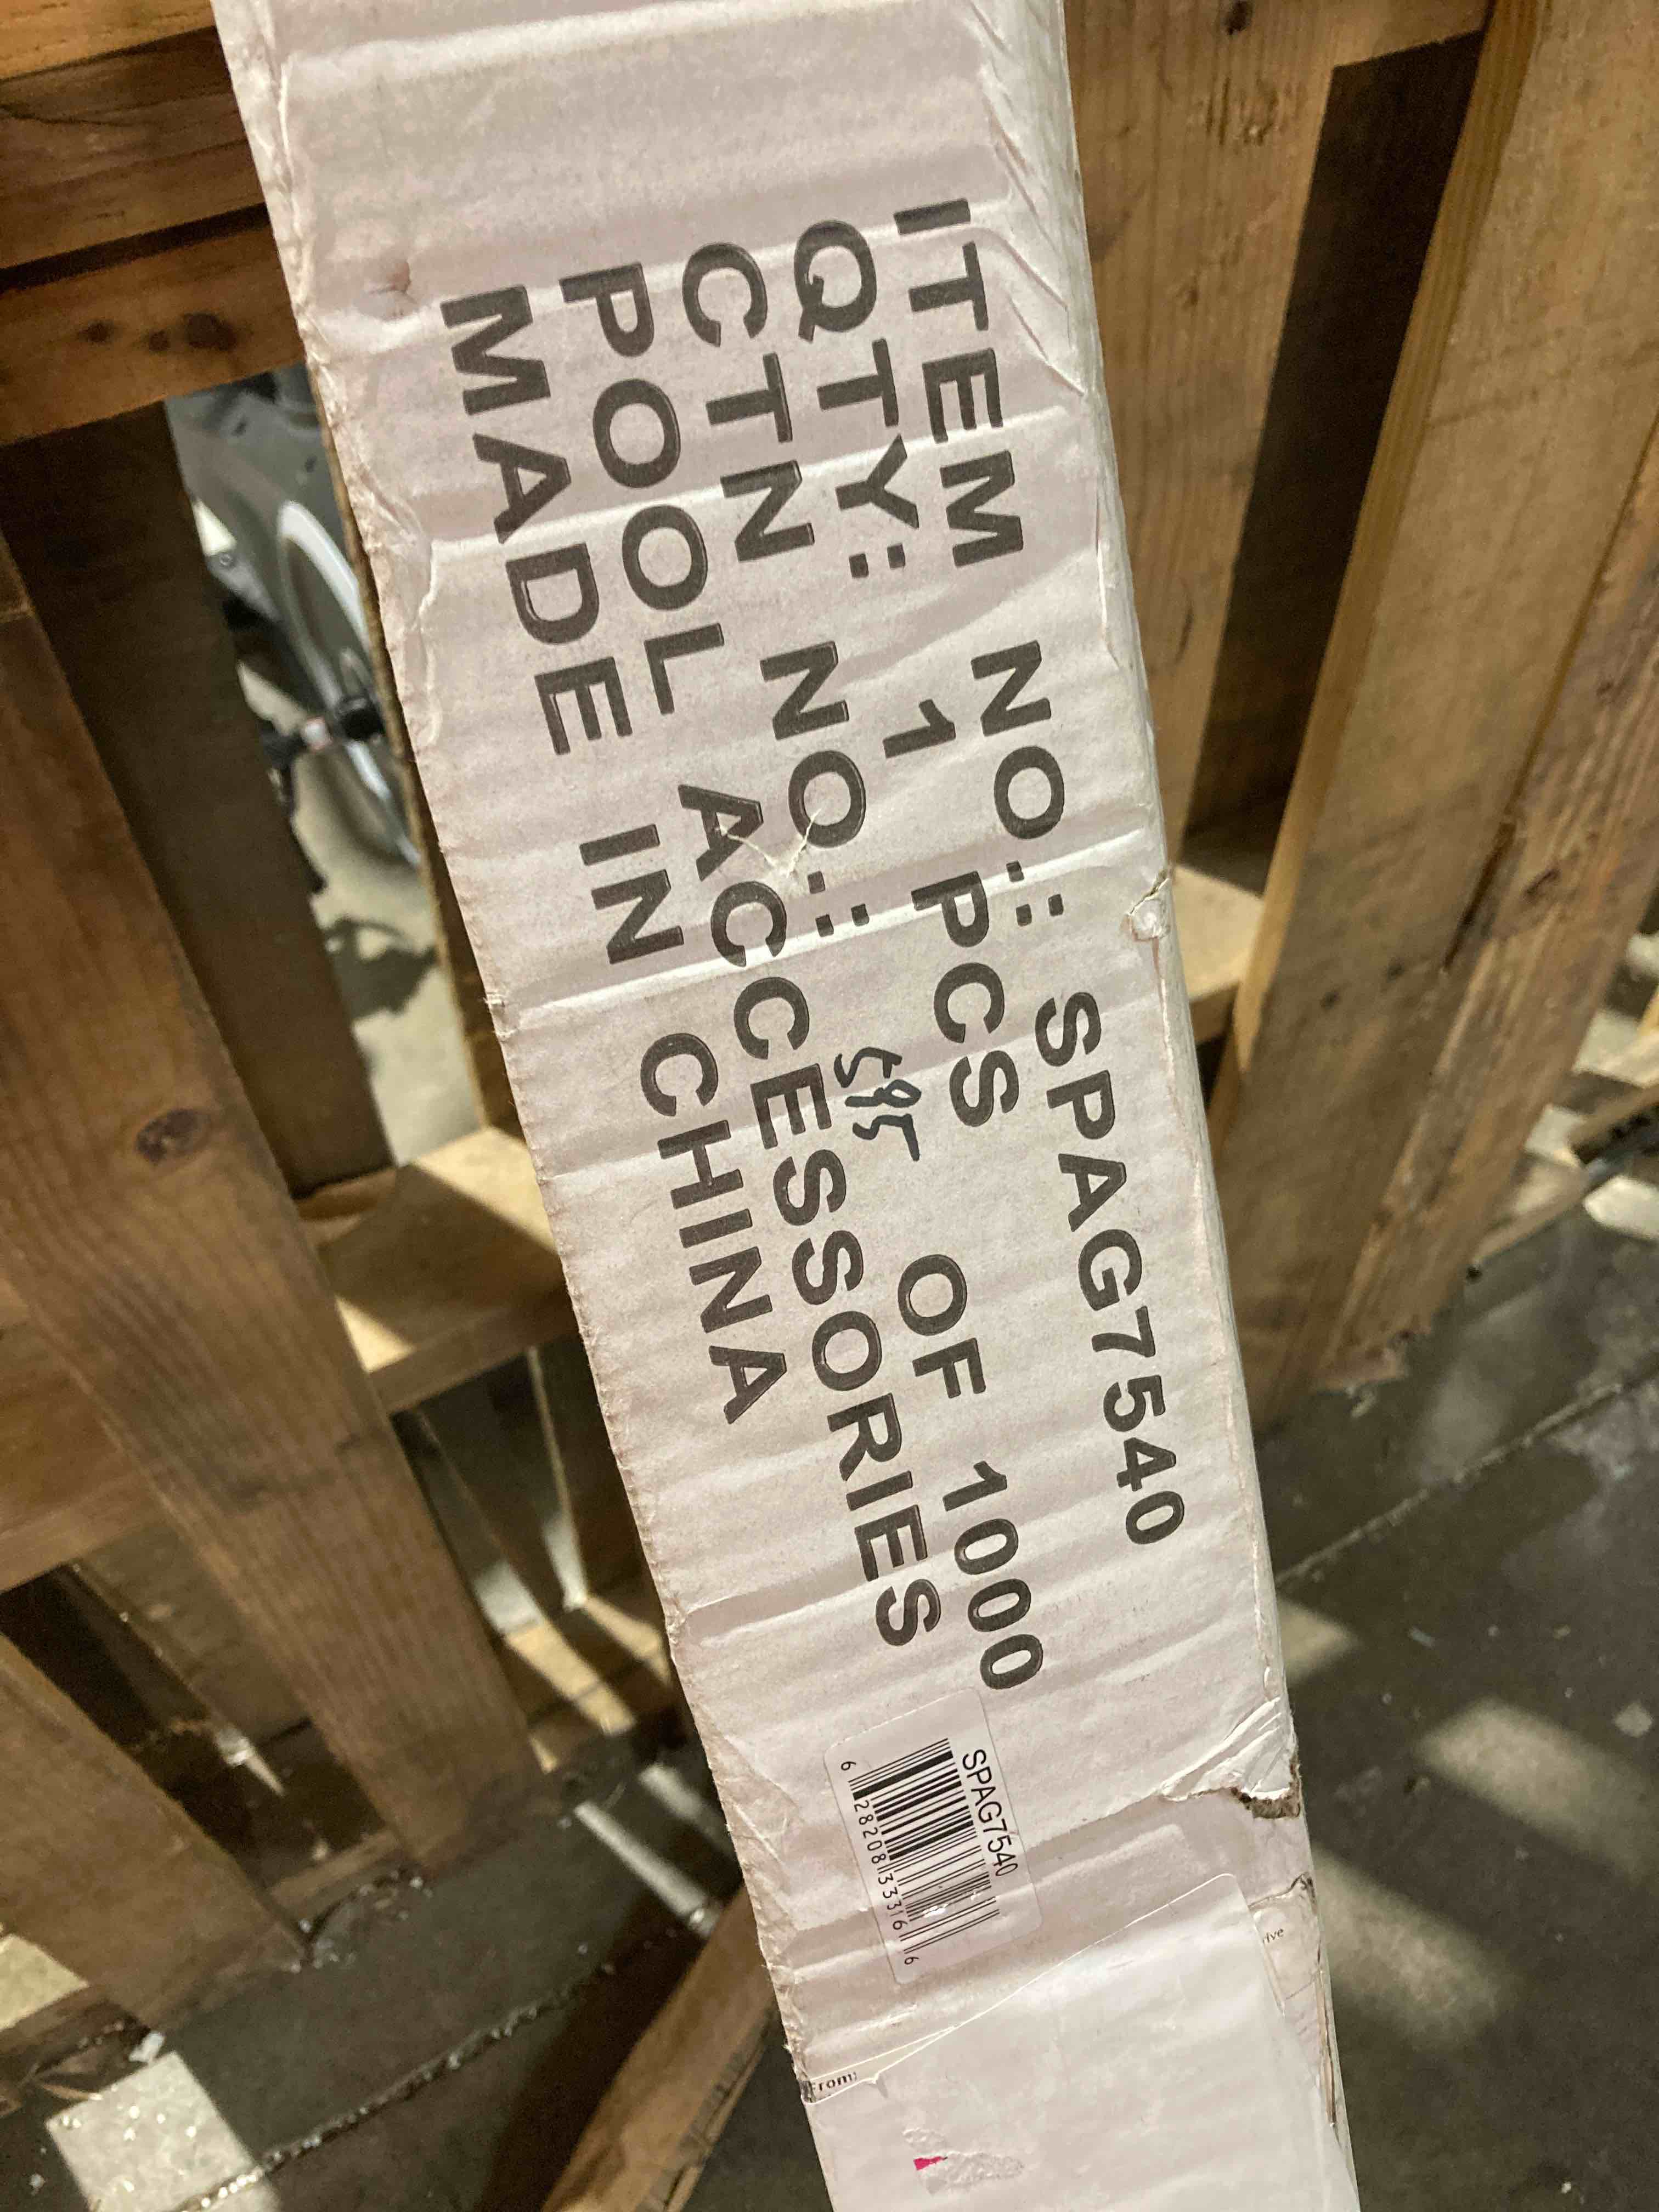 ITEM NO.: SPAG7540
QTY: 1 PCS
CTN NO.: 595 OF 1000
POOL ACCESSORIES
MADE IN CHINA
SPAG7540
6 28208 33316 6
From: